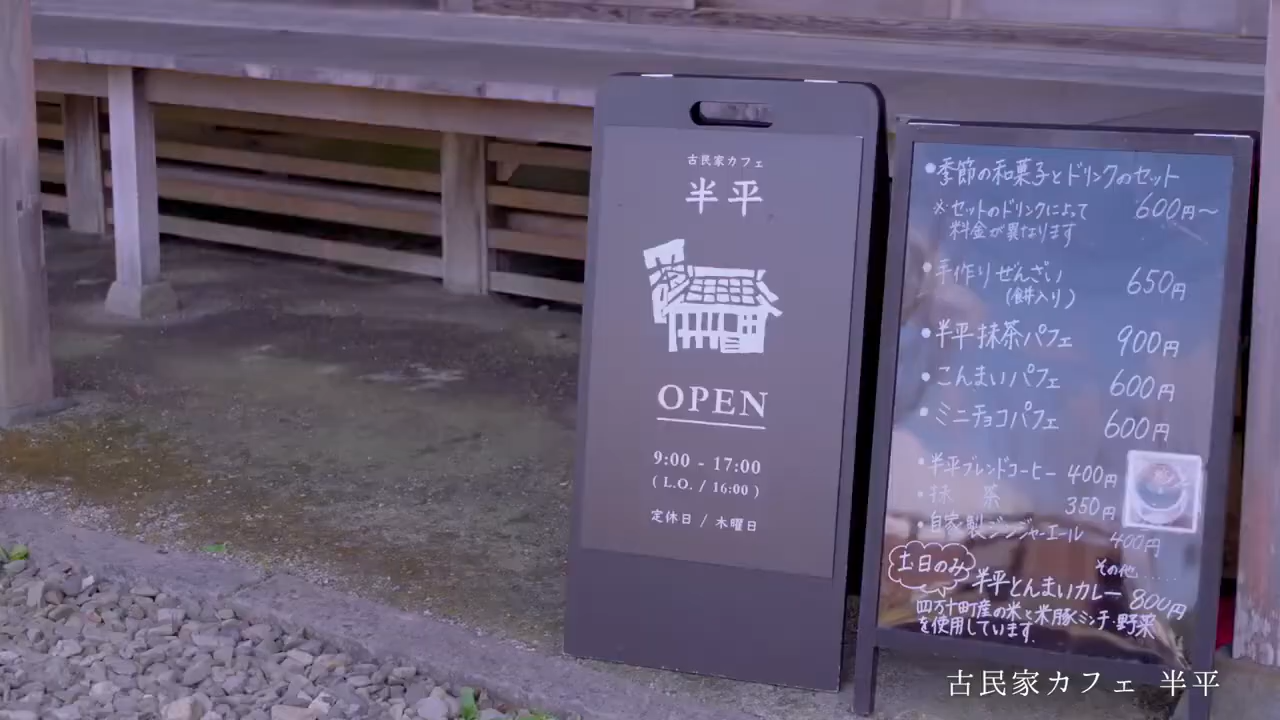 古民家カフェ
半平
OPEN
9:00 - 17:00
( L.O. / 16:00 )
定休日 / 木曜日
•季節の和菓子とドリンクのセット
※セットのドリンクによって 600円〜
料金が異なります
•手作りぜんざい 650円
(餅入り)
•半平抹茶パフェ 900円
•こんまいパフェ 600円
•ミニチョコパフェ 600円
•半平ブレンドコーヒー 400円
•抹 茶 350円
•自家製ジンジャーエール 400円
その他……
土日のみ
半平とんまいカレー 800円
四万十町産の米と米豚ミンチ・野菜
を使用しています.
古民家カフェ 半平